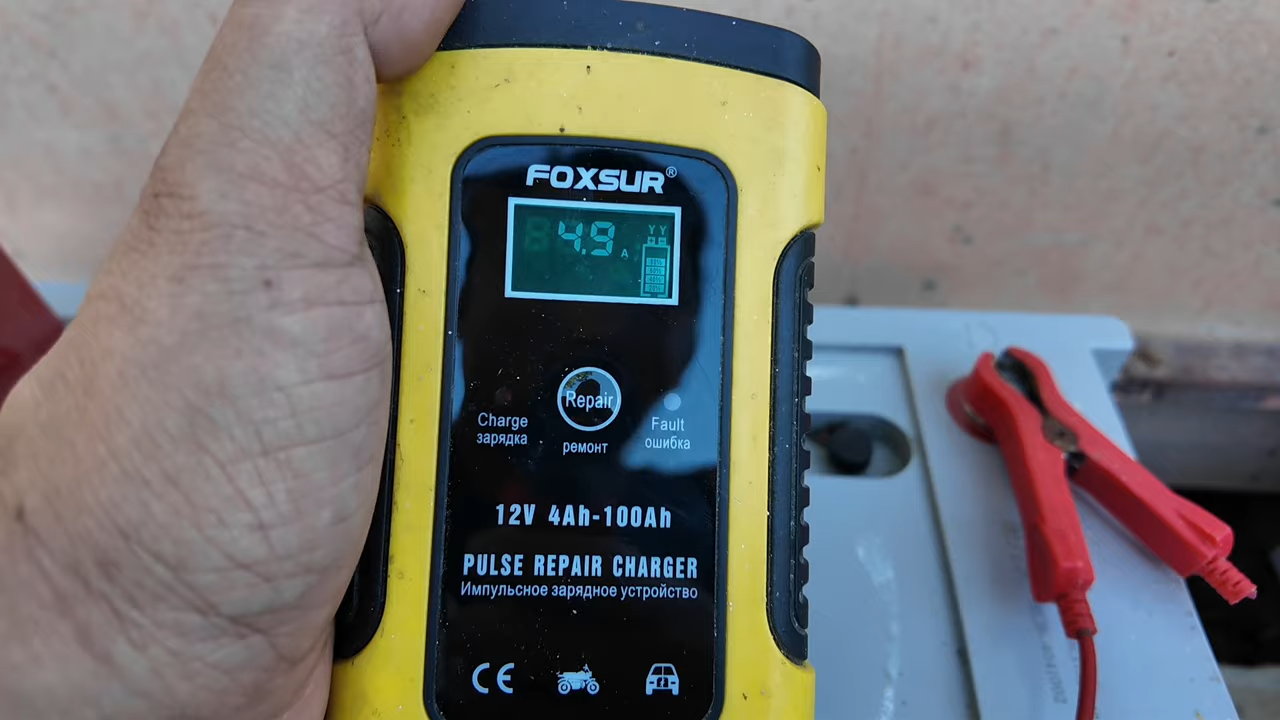 FOXSUR®
4.9
A
Repair
Charge
зарядка
ремонт
Fault
ошибка
12V 4Ah-100Ah
PULSE REPAIR CHARGER
Импульсное зарядное устройство
CE